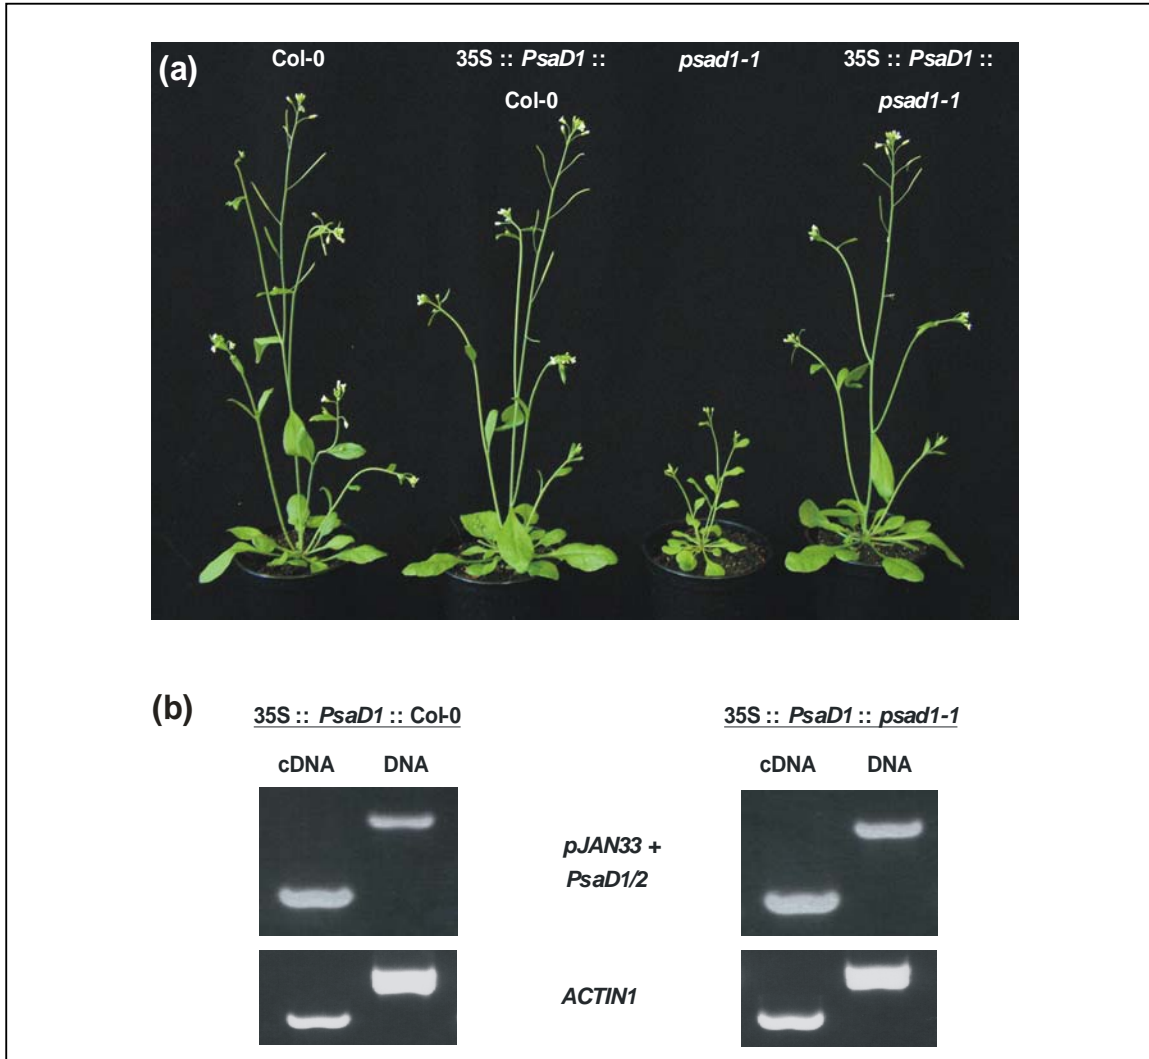 (a)
Col-0 35S :: PsaD1 :: psad1-1 35S :: PsaD1 ::
Col-0 psad1-1
(b)
35S :: PsaD1 :: Col-0 35S :: PsaD1 :: psad1-1
cDNA DNA cDNA DNA
pJAN33 +
PsaD1/2
ACTIN1